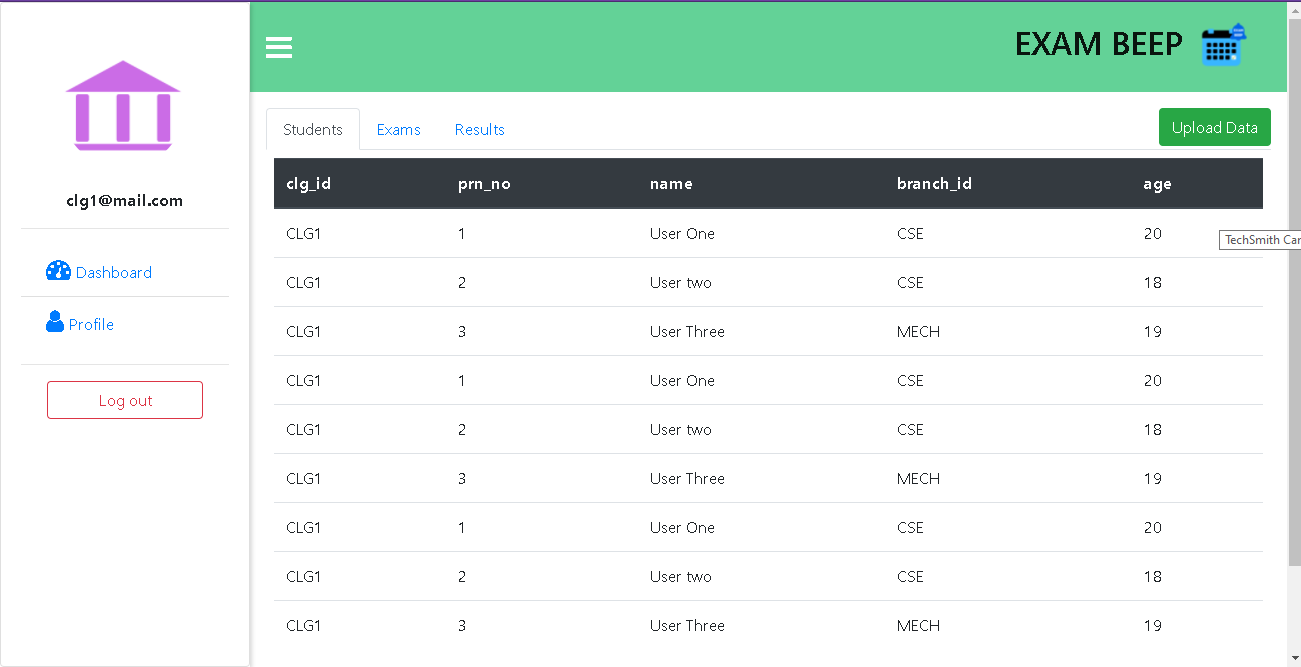 EXAM BEEP
clg1@mail.com
Dashboard
Profile
Log out
Students Exams Results Upload Data
clg_id prn_no name branch_id age
CLG1 1 User One CSE 20
TechSmith Car
CLG1 2 User two CSE 18
CLG1 3 User Three MECH 19
CLG1 1 User One CSE 20
CLG1 2 User two CSE 18
CLG1 3 User Three MECH 19
CLG1 1 User One CSE 20
CLG1 2 User two CSE 18
CLG1 3 User Three MECH 19